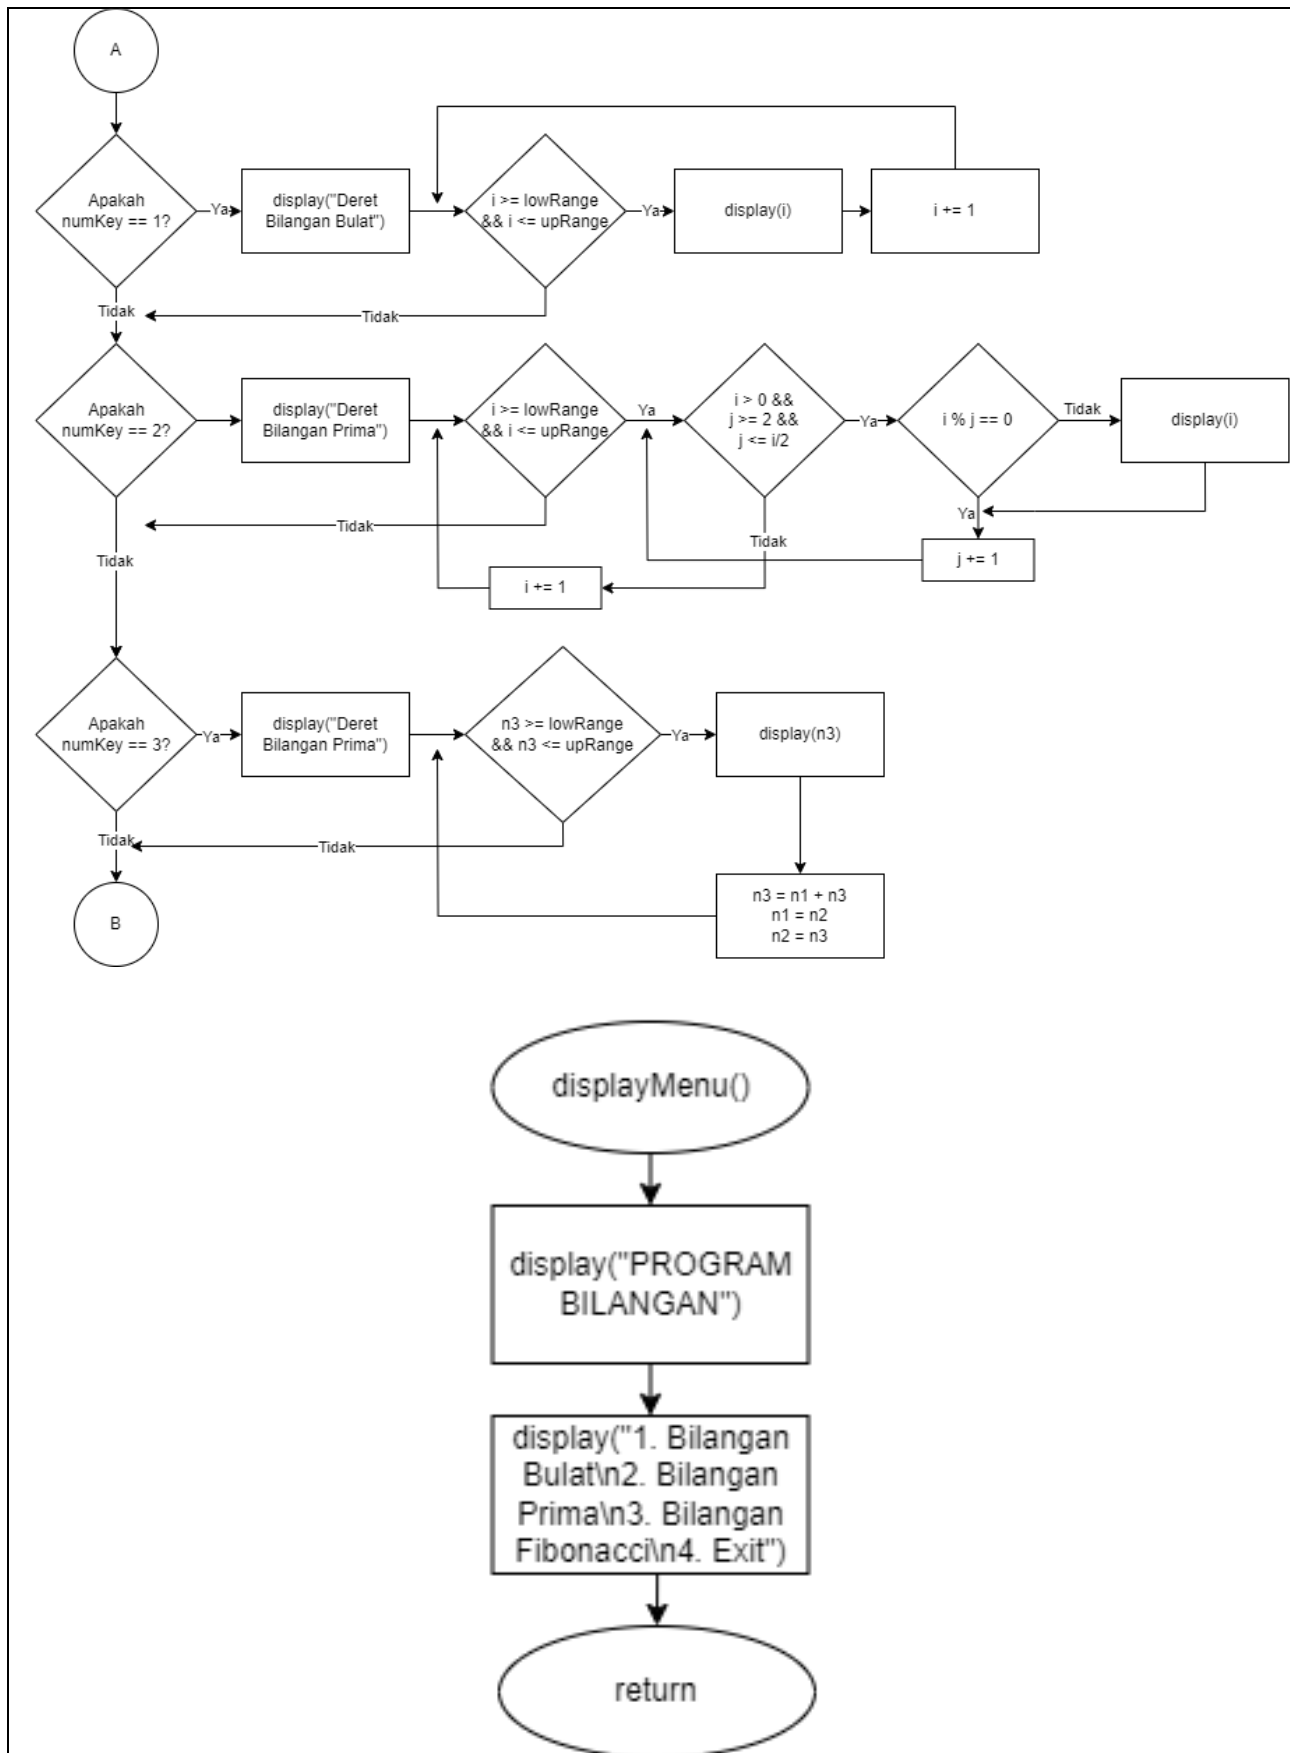 A
Apakah
numKey == 1?
Ya
display("Deret
Bilangan Bulat")
i >= lowRange
&& i <= upRange
Ya
display(i)
i += 1
Tidak
Tidak
Apakah
numKey == 2?
display("Deret
Bilangan Prima")
i >= lowRange
&& i <= upRange
Ya
i > 0 &&
j >= 2 &&
j <= i/2
Ya
i % j == 0
Tidak
display(i)
Ya
j += 1
Tidak
i += 1
Tidak
Tidak
Apakah
numKey == 3?
Ya
display("Deret
Bilangan Prima")
n3 >= lowRange
&& n3 <= upRange
Ya
display(n3)
n3 = n1 + n3
n1 = n2
n2 = n3
Tidak
Tidak
B
displayMenu()
display("PROGRAM
BILANGAN")
display("1. Bilangan
Bulat\n2. Bilangan
Prima\n3. Bilangan
Fibonacci\n4. Exit")
return